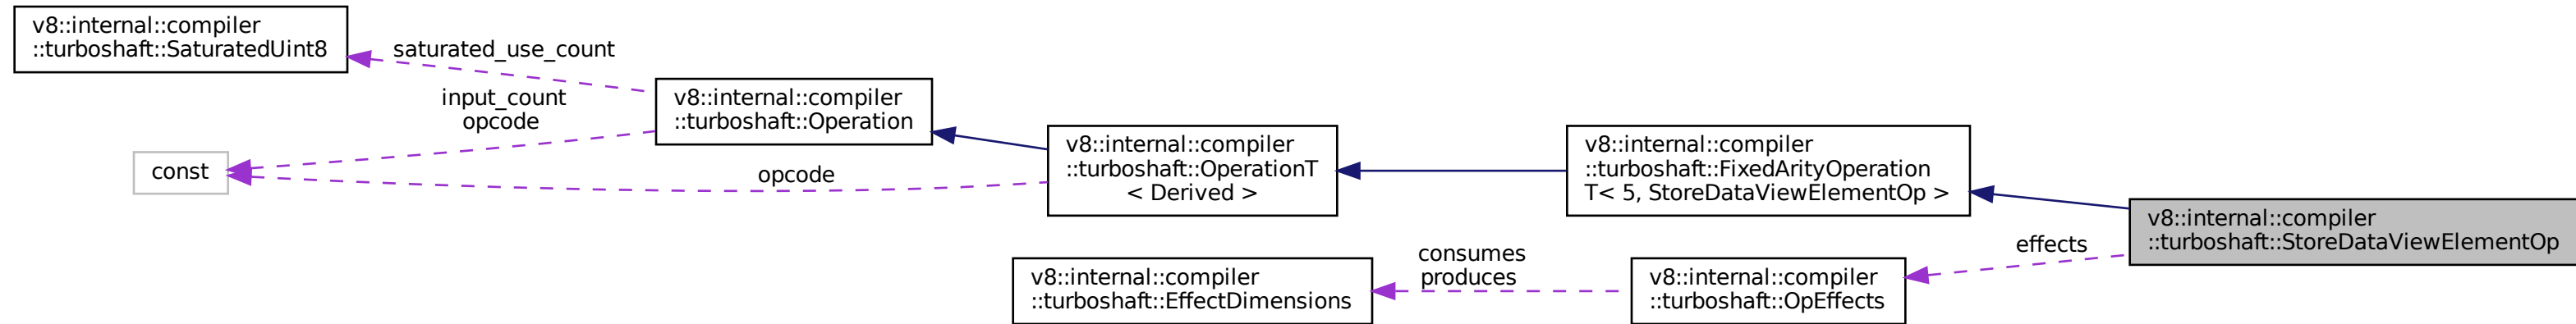 v8::internal::compiler
::turboshaft::SaturatedUint8
saturated_use_count
input_count
opcode
v8::internal::compiler
::turboshaft::Operation
const
opcode
v8::internal::compiler
::turboshaft::OperationT
< Derived >
v8::internal::compiler
::turboshaft::FixedArityOperation
T< 5, StoreDataViewElementOp >
v8::internal::compiler
::turboshaft::StoreDataViewElementOp
effects
consumes
produces
v8::internal::compiler
::turboshaft::EffectDimensions
v8::internal::compiler
::turboshaft::OpEffects